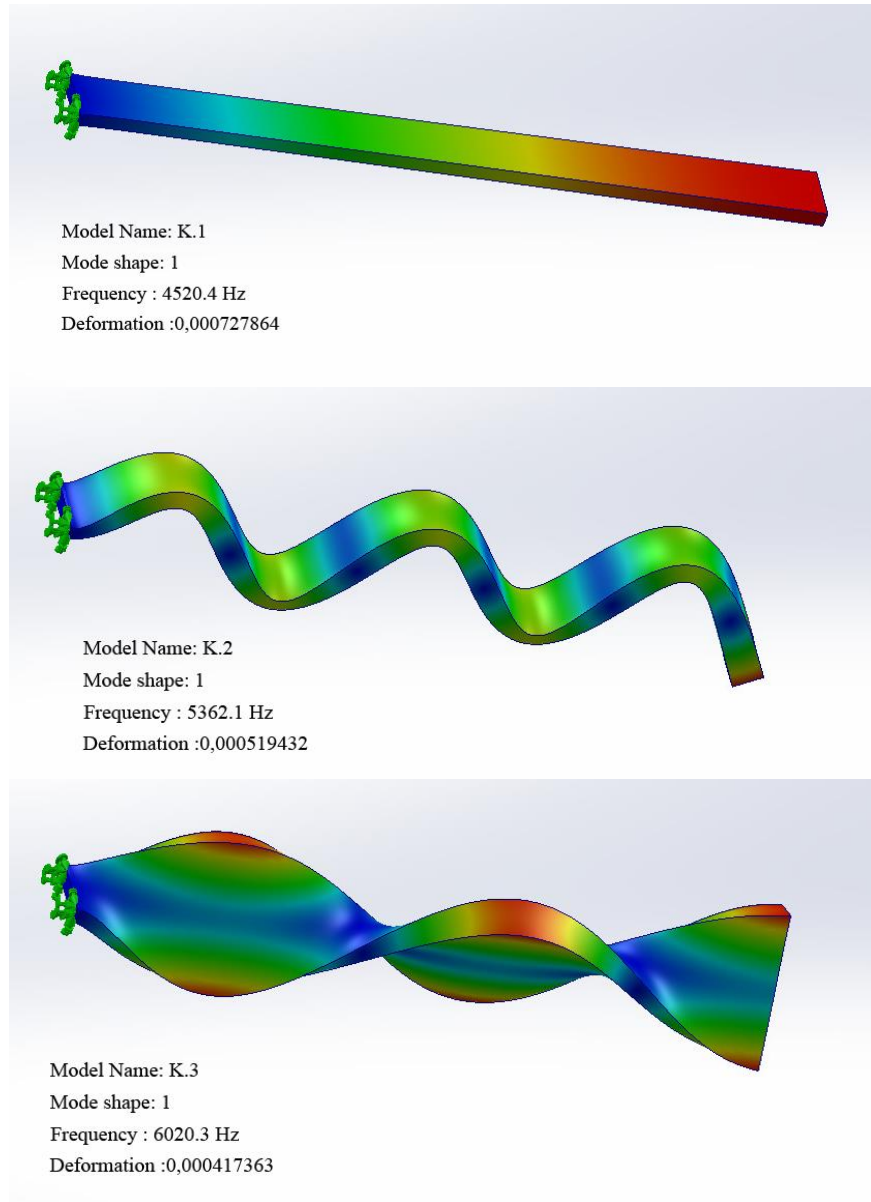 Model Name: K.1
Mode shape: 1
Frequency : 4520.4 Hz
Deformation :0,000727864
Model Name: K.2
Mode shape: 1
Frequency : 5362.1 Hz
Deformation :0,000519432
Model Name: K.3
Mode shape: 1
Frequency : 6020.3 Hz
Deformation :0,000417363